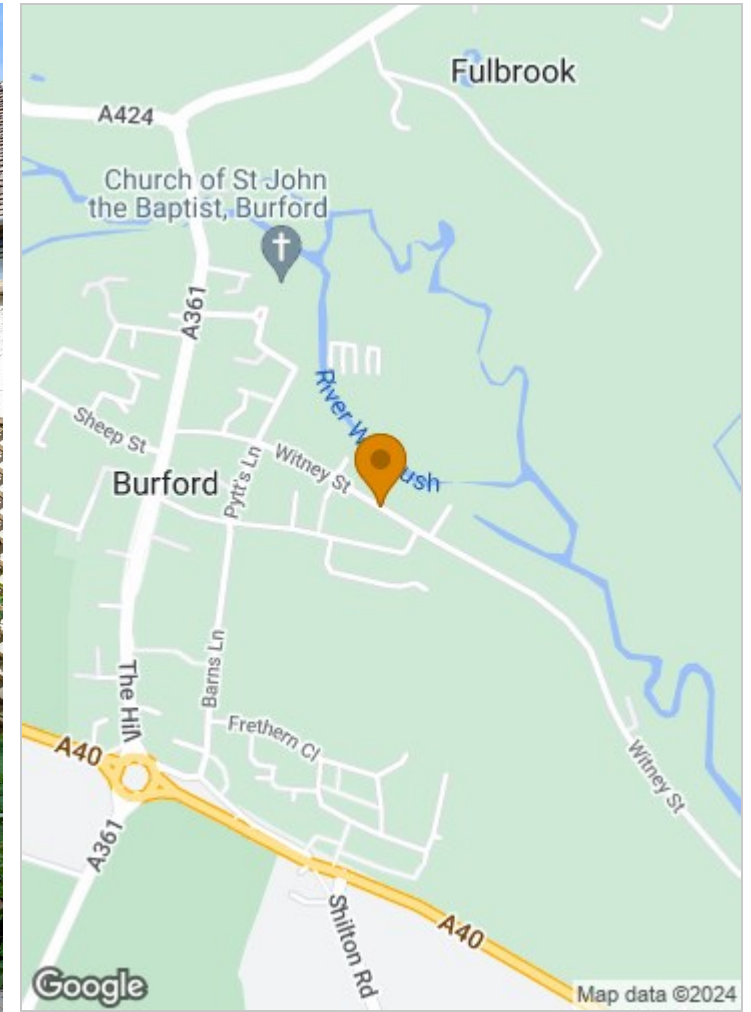 Fulbrook
A424
Church of St John
the Baptist, Burford
A361
River W
ush
Sheep St
Witney St
Burford
Pytt's Ln
Barns Ln
The Hill
Frethern Cl
A40
A361
Witney St
Shilton Rd
A40
Google
Map data ©2024